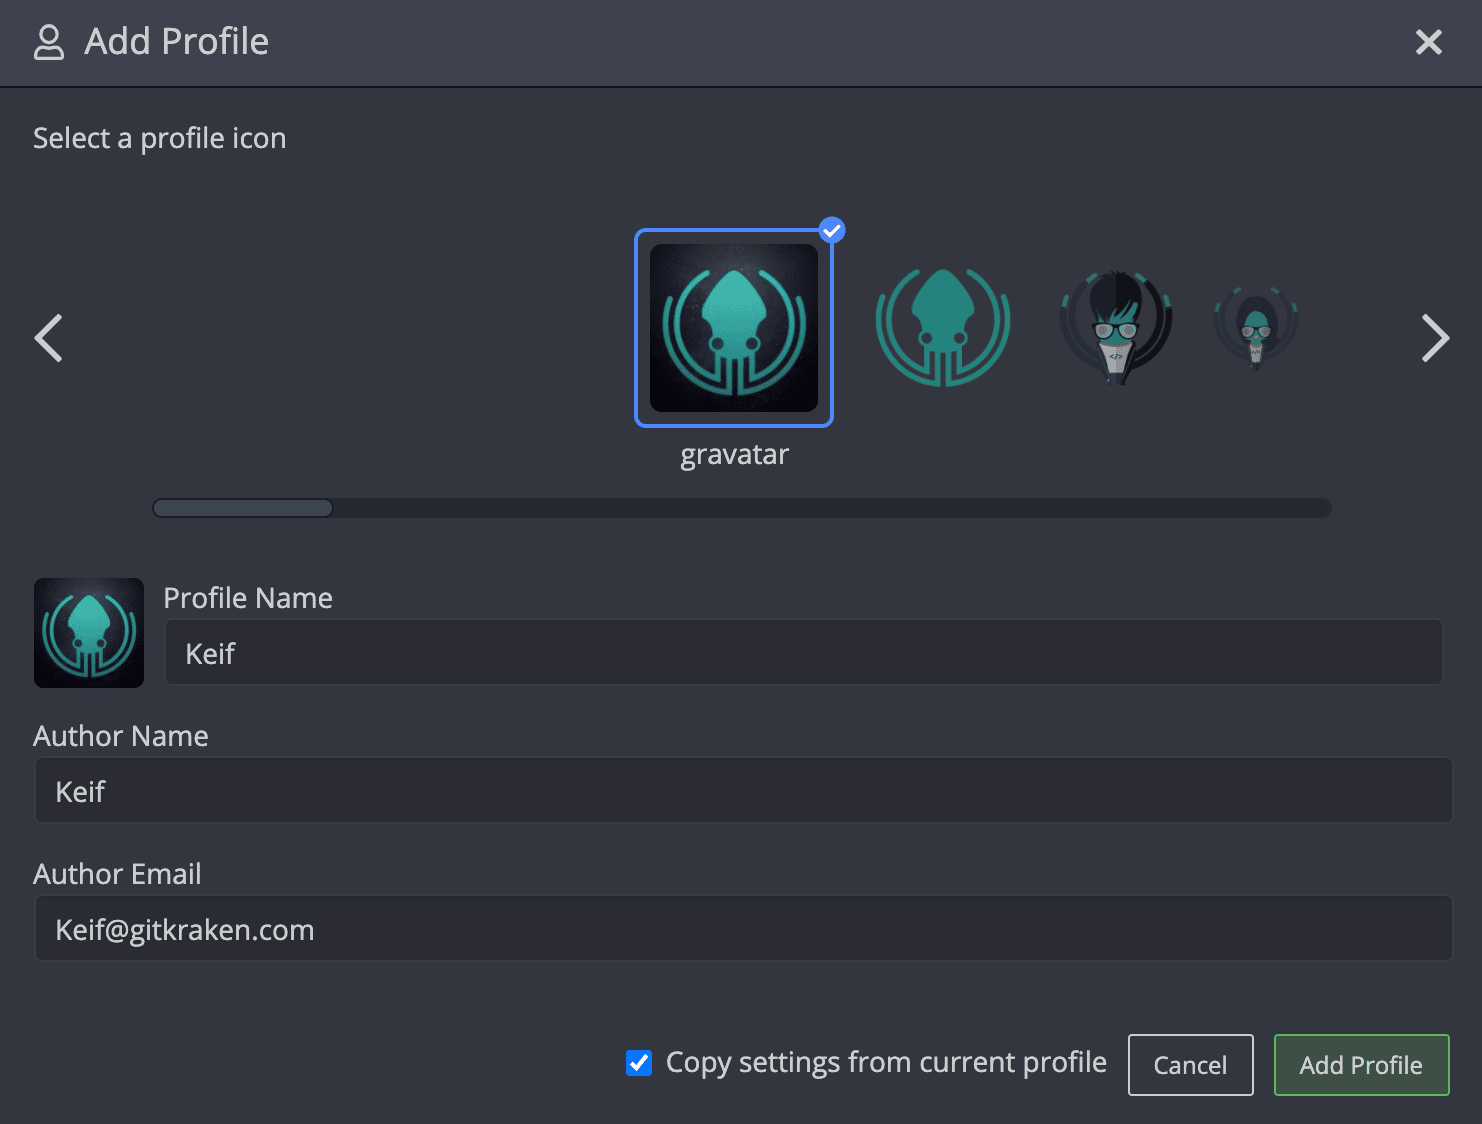 Add Profile
Select a profile icon
gravatar
Profile Name
Keif
Author Name
Keif
Author Email
Keif@gitkraken.com
Copy settings from current profile
Cancel
Add Profile